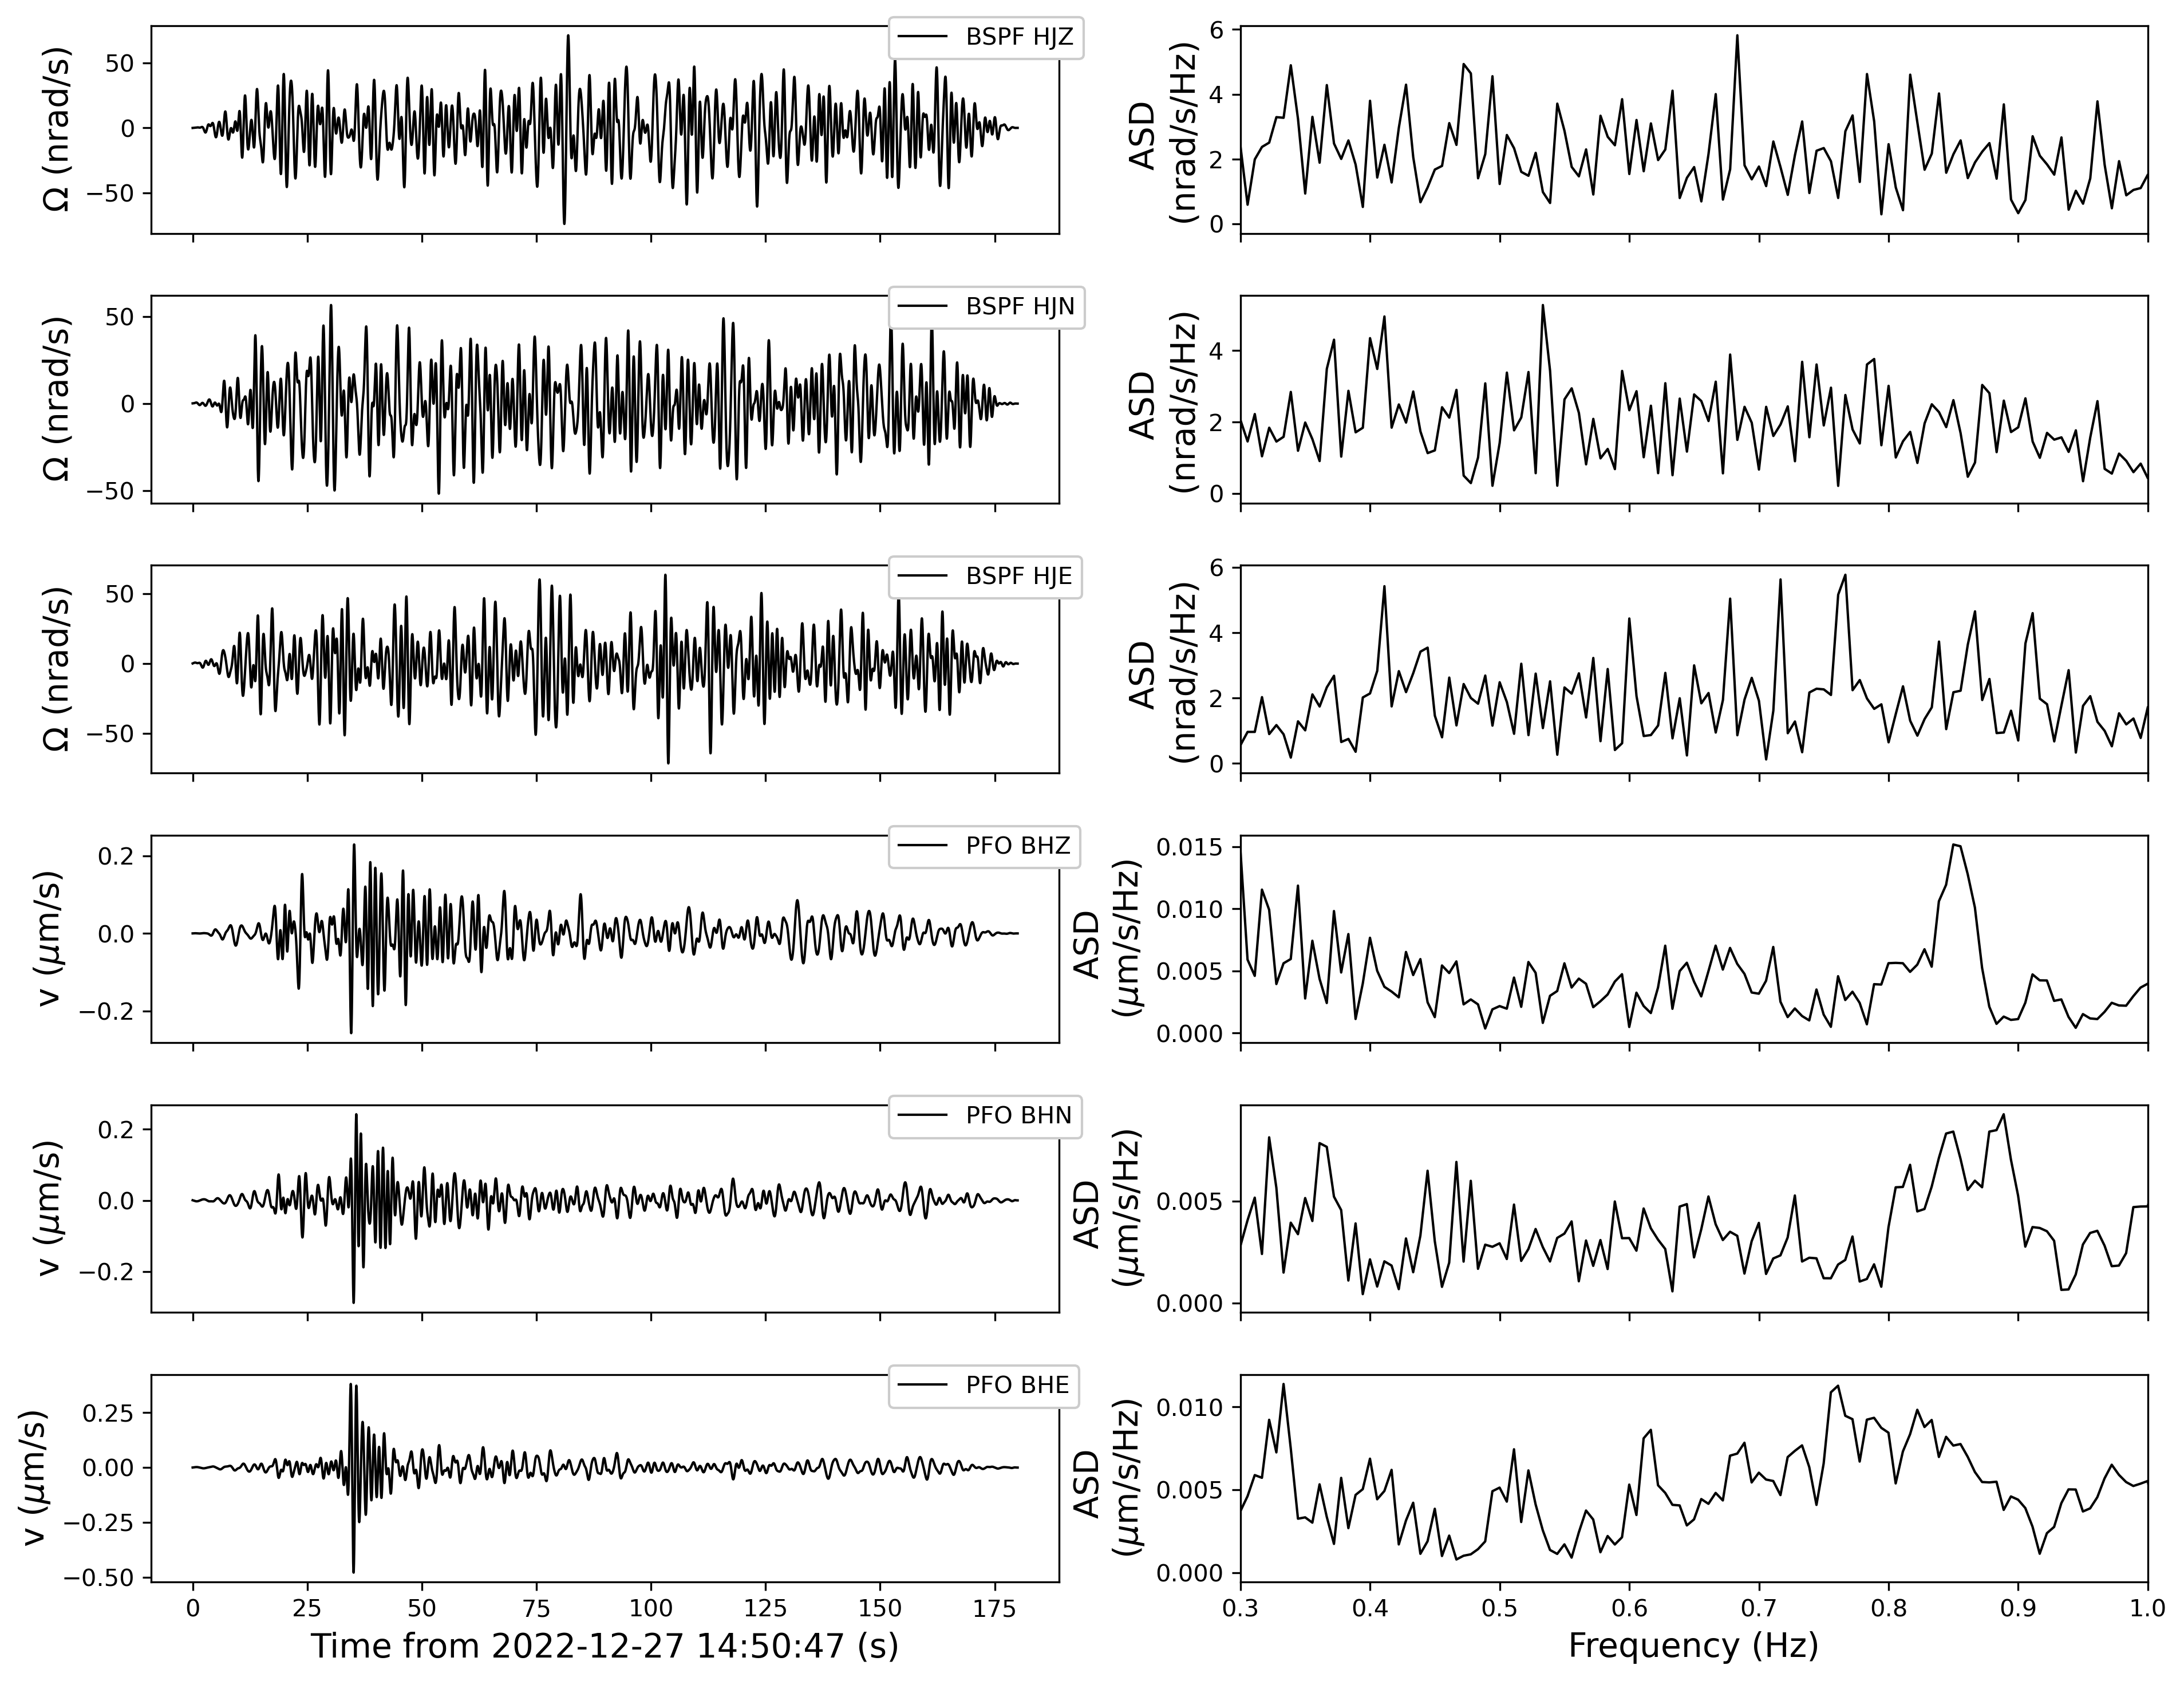 Ω (nrad/s)
50
0
−50
BSPF HJZ
ASD
(nrad/s/Hz)
6
4
2
0
Ω (nrad/s)
50
0
−50
BSPF HJN
ASD
(nrad/s/Hz)
4
2
0
Ω (nrad/s)
50
0
−50
BSPF HJE
ASD
(nrad/s/Hz)
6
4
2
0
v (μm/s)
0.2
0.0
−0.2
PFO BHZ
ASD
(μm/s/Hz)
0.015
0.010
0.005
0.000
v (μm/s)
0.2
0.0
−0.2
PFO BHN
ASD
(μm/s/Hz)
0.005
0.000
v (μm/s)
0.25
0.00
−0.25
−0.50
PFO BHE
0 25 50 75 100 125 150 175
Time from 2022-12-27 14:50:47 (s)
ASD
(μm/s/Hz)
0.010
0.005
0.000
0.3 0.4 0.5 0.6 0.7 0.8 0.9 1.0
Frequency (Hz)